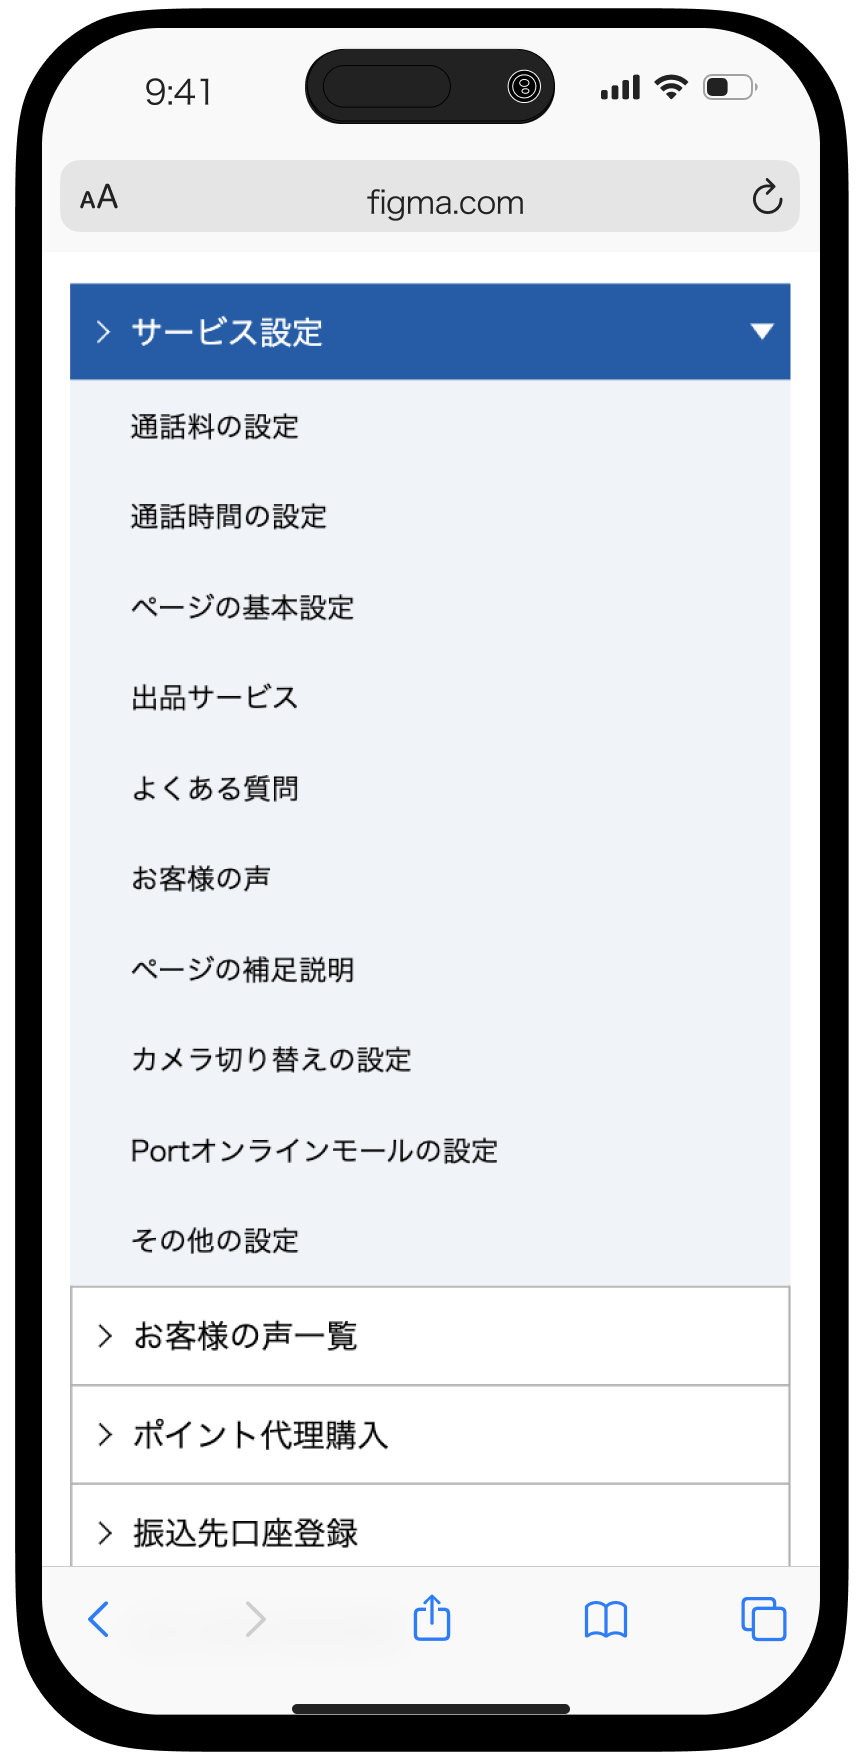 9:41
AA
figma.com
サービス設定
通話料の設定
通話時間の設定
ページの基本設定
出品サービス
よくある質問
お客様の声
ページの補足説明
カメラ切り替えの設定
Portオンラインモールの設定
その他の設定
お客様の声一覧
ポイント代理購入
振込先口座登録